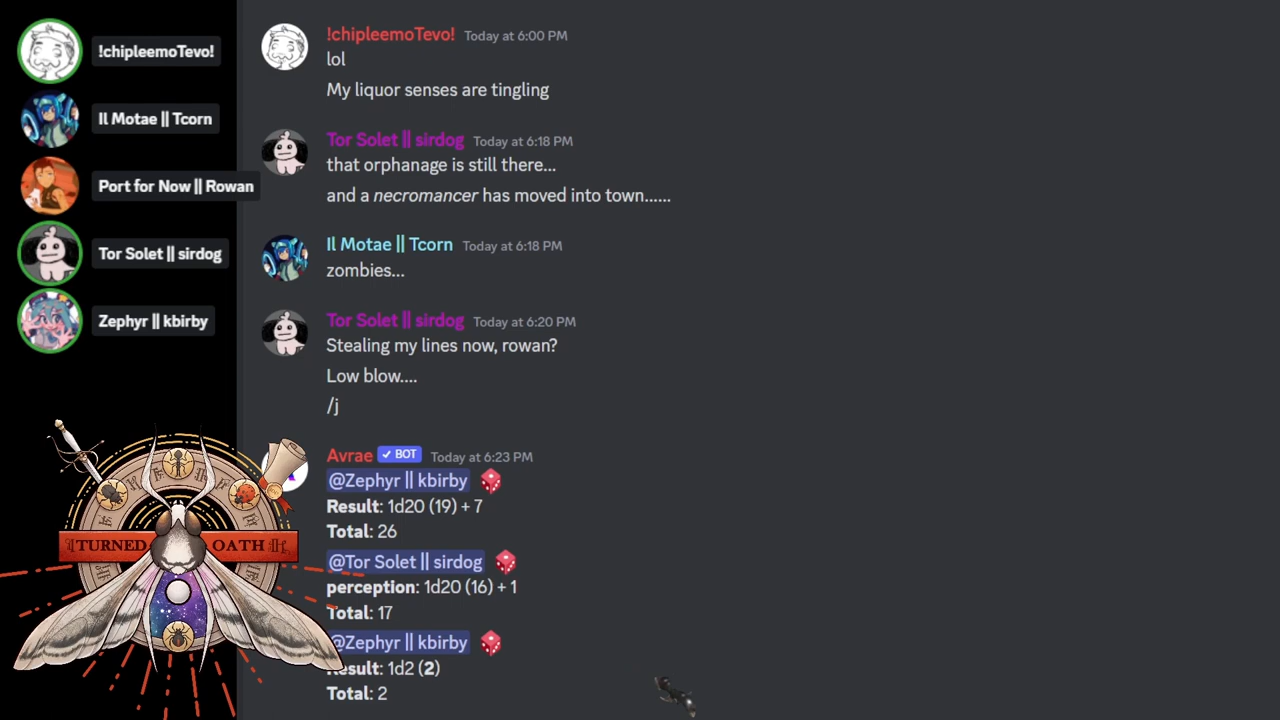 !chipleemoTevo!
Il Motae || Tcorn
Port for Now || Rowan
Tor Solet || sirdog
Zephyr || kbirby
!chipleemoTevo! Today at 6:00 PM
lol
My liquor senses are tingling
Tor Solet || sirdog Today at 6:18 PM
that orphanage is still there...
and a necromancer has moved into town......
Il Motae || Tcorn Today at 6:18 PM
zombies...
Tor Solet || sirdog Today at 6:20 PM
Stealing my lines now, rowan?
Low blow....
/j
Avrae ✓ BOT Today at 6:23 PM
@Zephyr || kbirby
Result: 1d20 (19) + 7
Total: 26
@Tor Solet || sirdog
perception: 1d20 (16) + 1
Total: 17
@Zephyr || kbirby
Result: 1d2 (2)
Total: 2
TURNED OATH